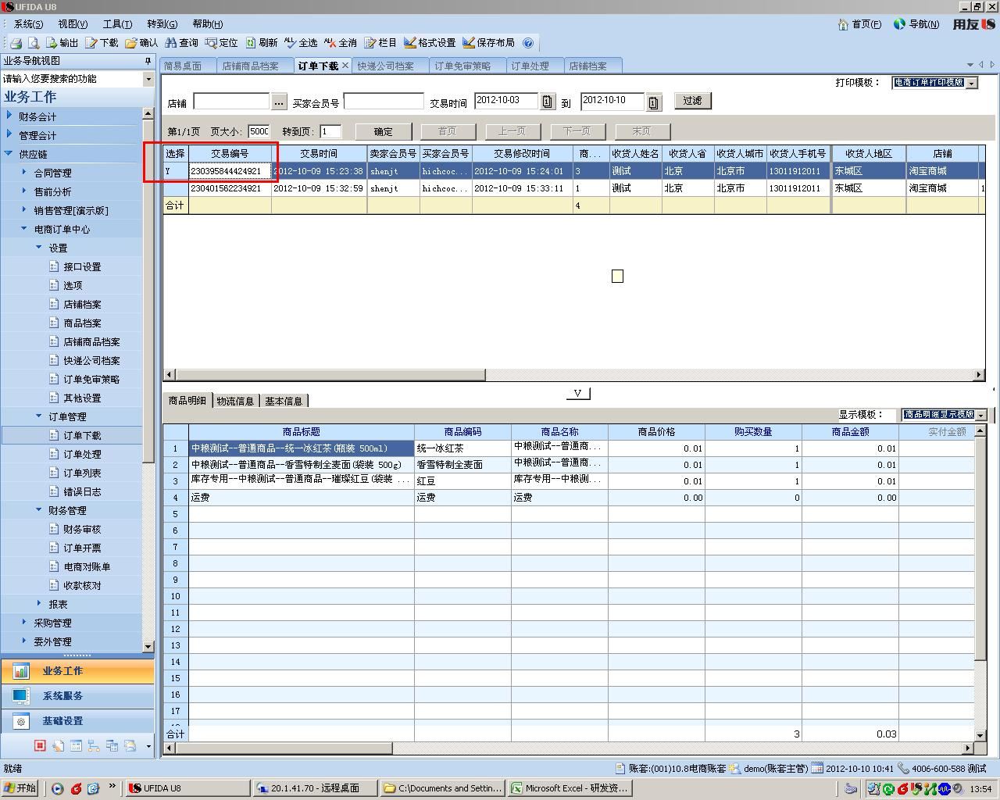 UFIDA U8
系统(S) 视图(V) 工具(T) 转到(G) 帮助(H) 首页(F) 导航(N) 用友
输出 下载 确认 查询 定位 刷新 全选 全消 栏目 格式设置 保存布局
业务导航视图
简易桌面 店铺商品档案 订单下载 快递公司档案 订单免审策略 订单处理 店铺档案
请输入您要搜索的功能
打印模板： 电商订单打印模版
业务工作
店铺 买家会员号 交易时间 2012-10-03 到 2012-10-10 过滤
财务会计
管理会计
供应链
合同管理
售前分析
销售管理[演示版]
电商订单中心
设置
接口设置
选项
店铺档案
商品档案
店铺商品档案
快递公司档案
订单免审策略
其他设置
订单管理
订单下载
订单处理
订单列表
错误日志
财务管理
财务审核
订单开票
电商对账单
收款核对
报表
采购管理
委外管理
业务工作
系统服务
基础设置
第1/1页 页大小: 500 转到页: 1 确定 首页 上一页 下一页 末页
选择 交易编号 交易时间 卖家会员号 买家会员号 交易修改时间 商... 收货人姓名 收货人省 收货人城市 收货人手机号 收货人地区 店铺
Y 230395844424921 2012-10-09 15:23:38 shenjt hichcoc... 2012-10-09 15:24:01 3 测试 北京 北京市 13011912011 东城区 淘宝商城
230401562234921 2012-10-09 15:32:59 shenjt hichcoc... 2012-10-09 15:33:11 1 测试 北京 北京市 13011912011 东城区 淘宝商城 1
合计 4
V
商品明细 物流信息 基本信息
显示模板： 商品明细显示模版
商品标题 商品编码 商品名称 商品价格 购买数量 商品金额 实付金额
1 中粮测试--普通商品--统一冰红茶(瓶装 500ml) 统一冰红茶 中粮测试--普通商... 0.01 1 0.01
2 中粮测试--普通商品--香雪特制全麦面(袋装 500g) 香雪特制全麦面 中粮测试--普通商... 0.01 1 0.01
3 库存专用--中粮测试--普通商品--璀璨红豆(袋装 ... 红豆 库存专用--中粮测... 0.01 1 0.01
4 运费 运费 运费 0.00 0 0.00
5
6
7
8
9
10
11
12
13
14
15
16
17
合计 3 0.03
就绪 账套:(001)10.8电商账套 demo(账套主管) 2012-10-10 10:41 4006-600-588 测试
开始 UFIDA U8 20.1.41.70 - 远程桌面 C:\Documents and Settin... Microsoft Excel - 研发资... 13:54